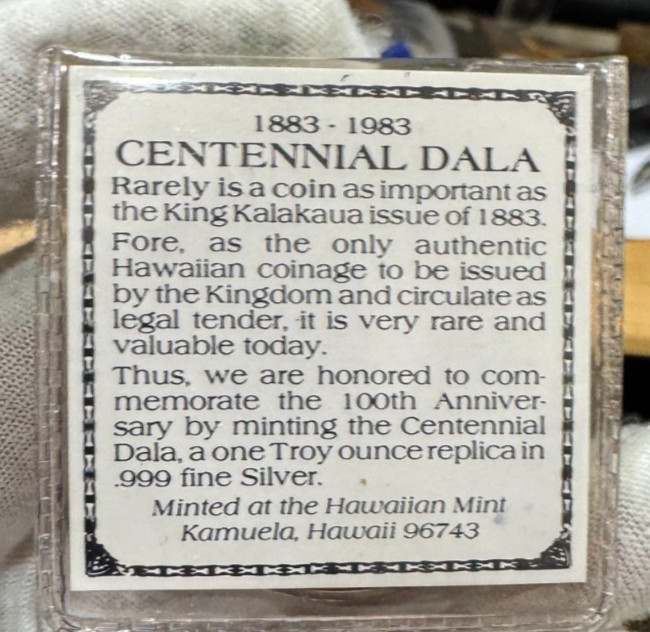 1883 - 1983
CENTENNIAL DALA
Rarely is a coin as important as
the King Kalakaua issue of 1883.
Fore, as the only authentic
Hawaiian coinage to be issued
by the Kingdom and circulate as
legal tender, it is very rare and
valuable today.
Thus, we are honored to com-
memorate the 100th Anniver-
sary by minting the Centennial
Dala, a one Troy ounce replica in
.999 fine Silver.
Minted at the Hawaiian Mint
Kamuela, Hawaii 96743